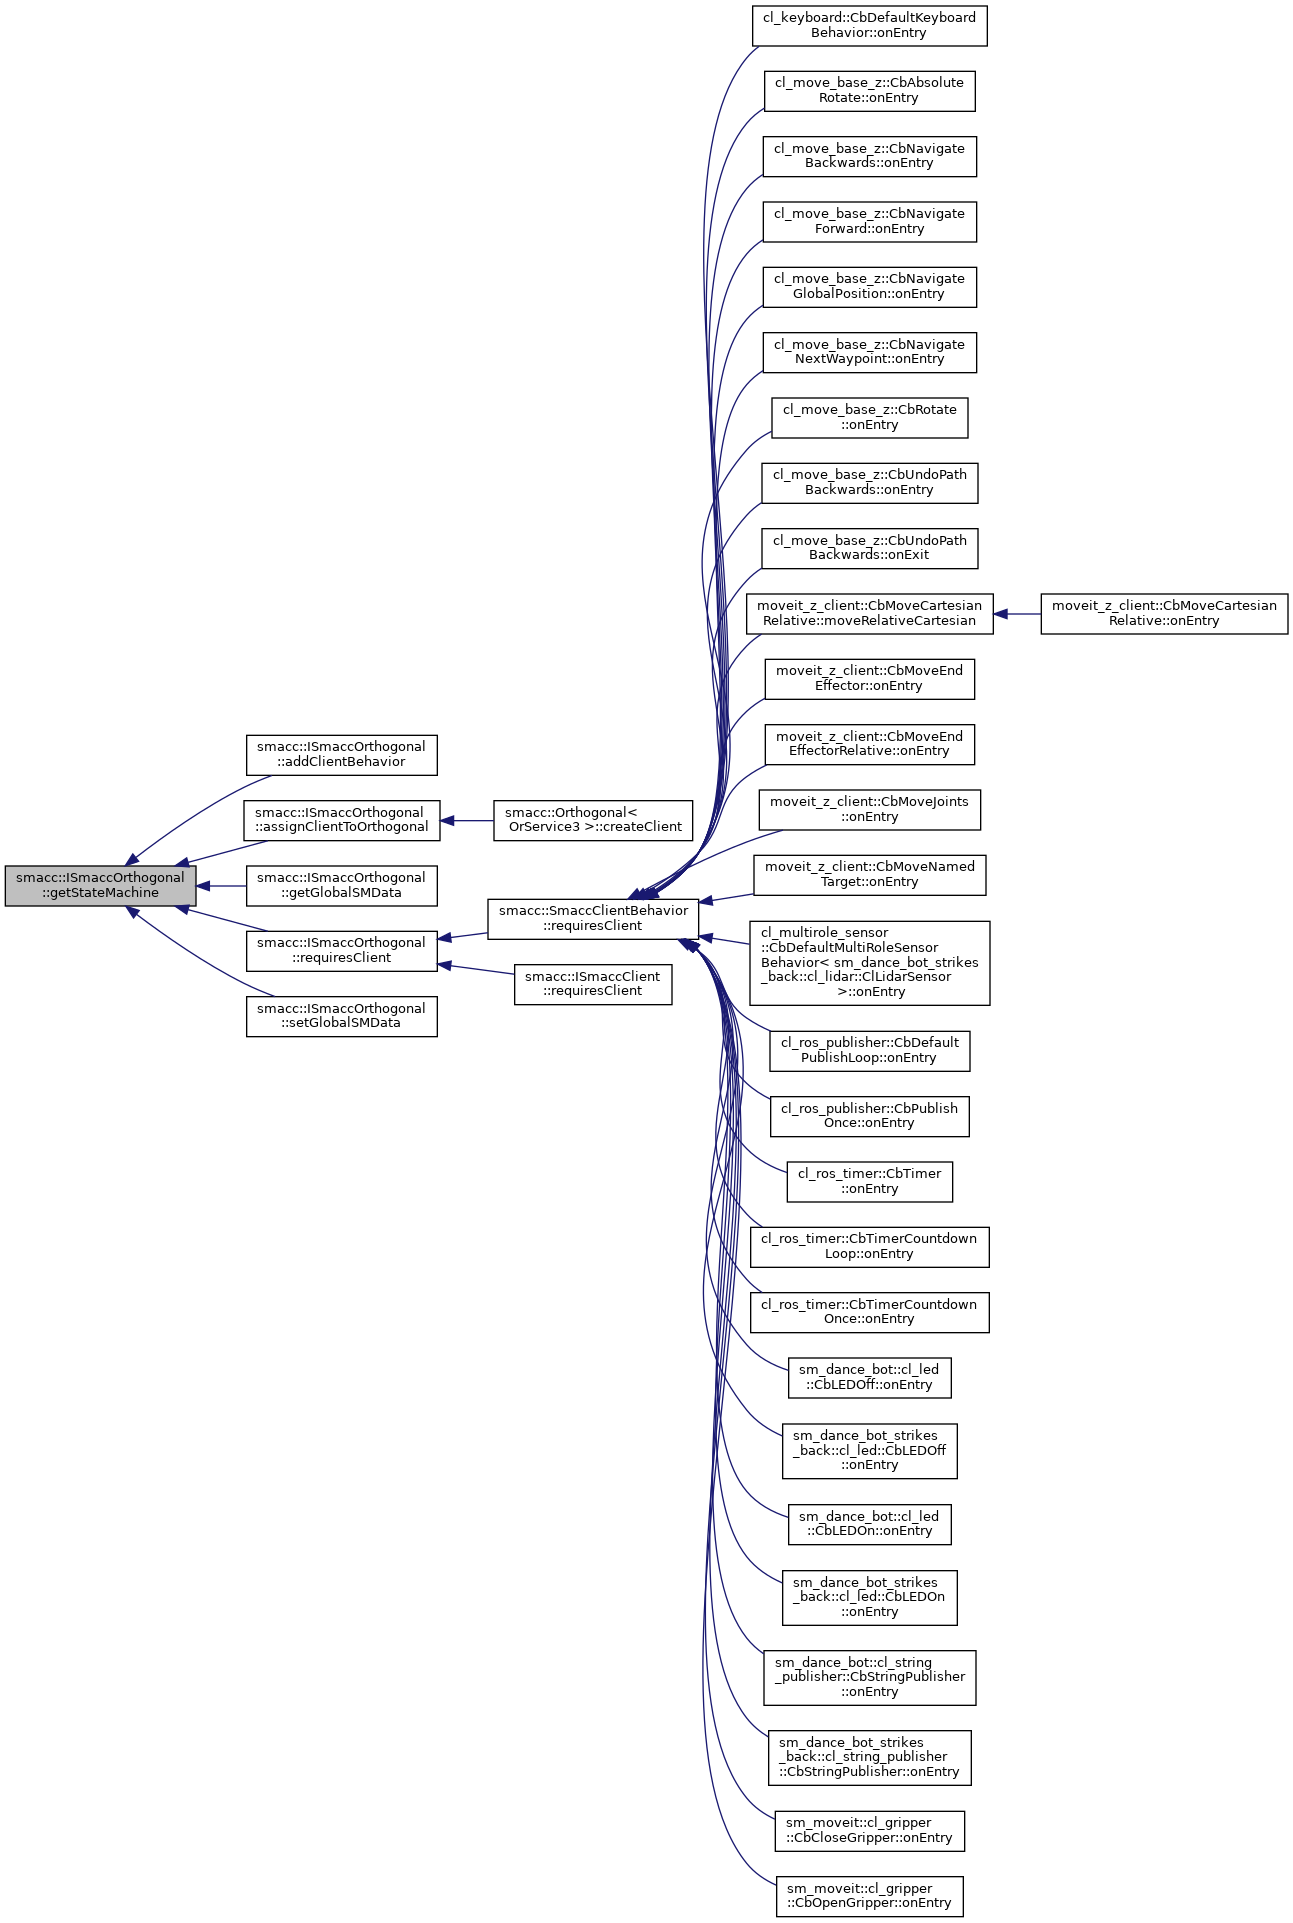 cl_keyboard::CbDefaultKeyboard
Behavior::onEntry
cl_move_base_z::CbAbsolute
Rotate::onEntry
cl_move_base_z::CbNavigate
Backwards::onEntry
cl_move_base_z::CbNavigate
Forward::onEntry
cl_move_base_z::CbNavigate
GlobalPosition::onEntry
cl_move_base_z::CbNavigate
NextWaypoint::onEntry
cl_move_base_z::CbRotate
::onEntry
cl_move_base_z::CbUndoPath
Backwards::onEntry
cl_move_base_z::CbUndoPath
Backwards::onExit
moveit_z_client::CbMoveCartesian
Relative::moveRelativeCartesian
moveit_z_client::CbMoveCartesian
Relative::onEntry
moveit_z_client::CbMoveEnd
Effector::onEntry
moveit_z_client::CbMoveEnd
EffectorRelative::onEntry
smacc::ISmaccOrthogonal
::addClientBehavior
moveit_z_client::CbMoveJoints
::onEntry
smacc::ISmaccOrthogonal
::assignClientToOrthogonal
smacc::Orthogonal<
OrService3 >::createClient
moveit_z_client::CbMoveNamed
Target::onEntry
smacc::ISmaccOrthogonal
::getStateMachine
smacc::ISmaccOrthogonal
::getGlobalSMData
smacc::SmaccClientBehavior
::requiresClient
cl_multirole_sensor
::CbDefaultMultiRoleSensor
Behavior< sm_dance_bot_strikes
_back::cl_lidar::ClLidarSensor
>::onEntry
smacc::ISmaccOrthogonal
::requiresClient
smacc::ISmaccClient
::requiresClient
smacc::ISmaccOrthogonal
::setGlobalSMData
cl_ros_publisher::CbDefault
PublishLoop::onEntry
cl_ros_publisher::CbPublish
Once::onEntry
cl_ros_timer::CbTimer
::onEntry
cl_ros_timer::CbTimerCountdown
Loop::onEntry
cl_ros_timer::CbTimerCountdown
Once::onEntry
sm_dance_bot::cl_led
::CbLEDOff::onEntry
sm_dance_bot_strikes
_back::cl_led::CbLEDOff
::onEntry
sm_dance_bot::cl_led
::CbLEDOn::onEntry
sm_dance_bot_strikes
_back::cl_led::CbLEDOn
::onEntry
sm_dance_bot::cl_string
_publisher::CbStringPublisher
::onEntry
sm_dance_bot_strikes
_back::cl_string_publisher
::CbStringPublisher::onEntry
sm_moveit::cl_gripper
::CbCloseGripper::onEntry
sm_moveit::cl_gripper
::CbOpenGripper::onEntry